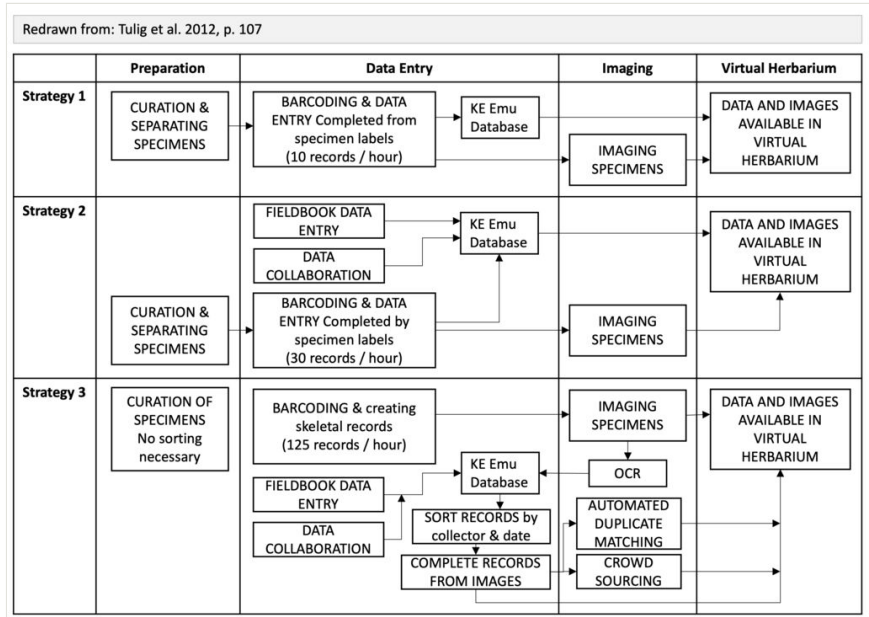 Redrawn from: Tulig et al. 2012, p. 107
Preparation
Data Entry
Imaging
Virtual Herbarium
Strategy 1
CURATION &
SEPARATING
SPECIMENS
BARCODING & DATA
ENTRY Completed from
specimen labels
(10 records / hour)
KE Emu
Database
IMAGING
SPECIMENS
DATA AND IMAGES
AVAILABLE IN
VIRTUAL
HERBARIUM
Strategy 2
CURATION &
SEPARATING
SPECIMENS
FIELDBOOK DATA
ENTRY
DATA
COLLABORATION
BARCODING & DATA
ENTRY Completed by
specimen labels
(30 records / hour)
KE Emu
Database
IMAGING
SPECIMENS
DATA AND IMAGES
AVAILABLE IN
VIRTUAL
HERBARIUM
Strategy 3
CURATION OF
SPECIMENS
No sorting
necessary
BARCODING & creating
skeletal records
(125 records / hour)
FIELDBOOK DATA
ENTRY
DATA
COLLABORATION
KE Emu
Database
SORT RECORDS by
collector & date
COMPLETE RECORDS
FROM IMAGES
IMAGING
SPECIMENS
OCR
AUTOMATED
DUPLICATE
MATCHING
CROWD
SOURCING
DATA AND IMAGES
AVAILABLE IN
VIRTUAL
HERBARIUM